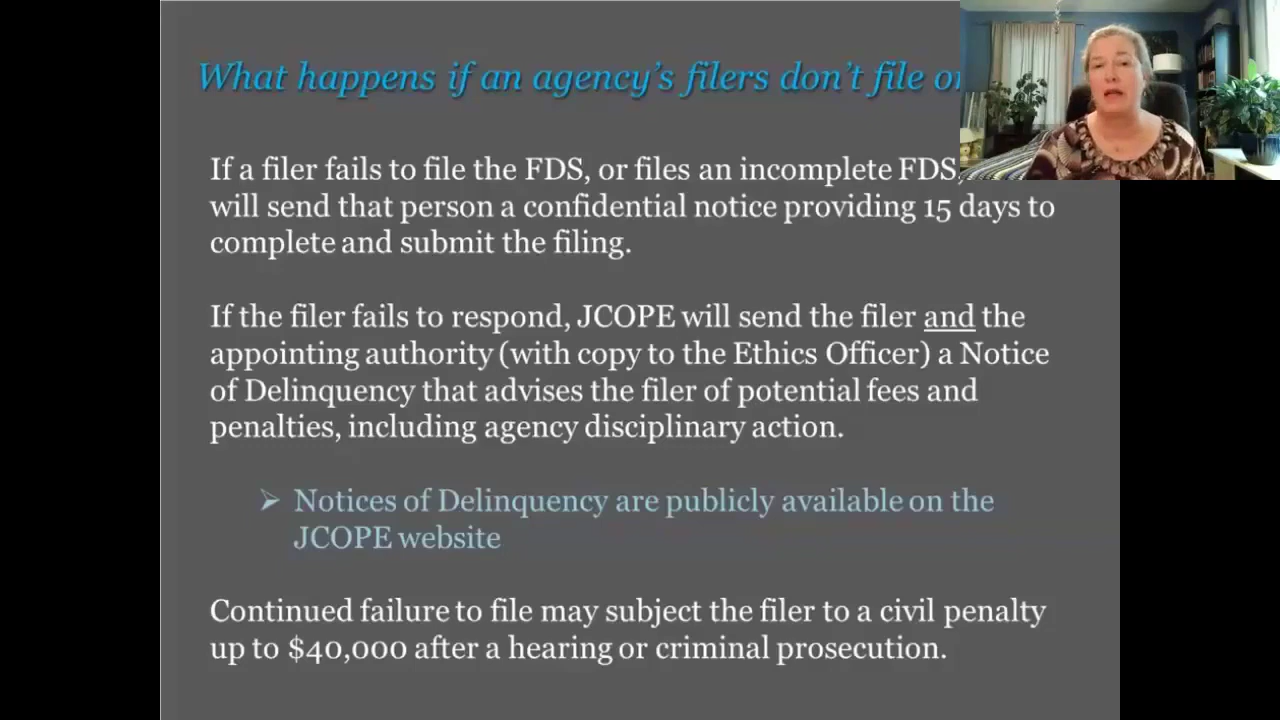 What happens if an agency's filers don't file
If a filer fails to file the FDS, or files an incomplete FDS,
will send that person a confidential notice providing 15 days to
complete and submit the filing.
If the filer fails to respond, JCOPE will send the filer and the
appointing authority (with copy to the Ethics Officer) a Notice
of Delinquency that advises the filer of potential fees and
penalties, including agency disciplinary action.
➢ Notices of Delinquency are publicly available on the
JCOPE website
Continued failure to file may subject the filer to a civil penalty
up to $40,000 after a hearing or criminal prosecution.